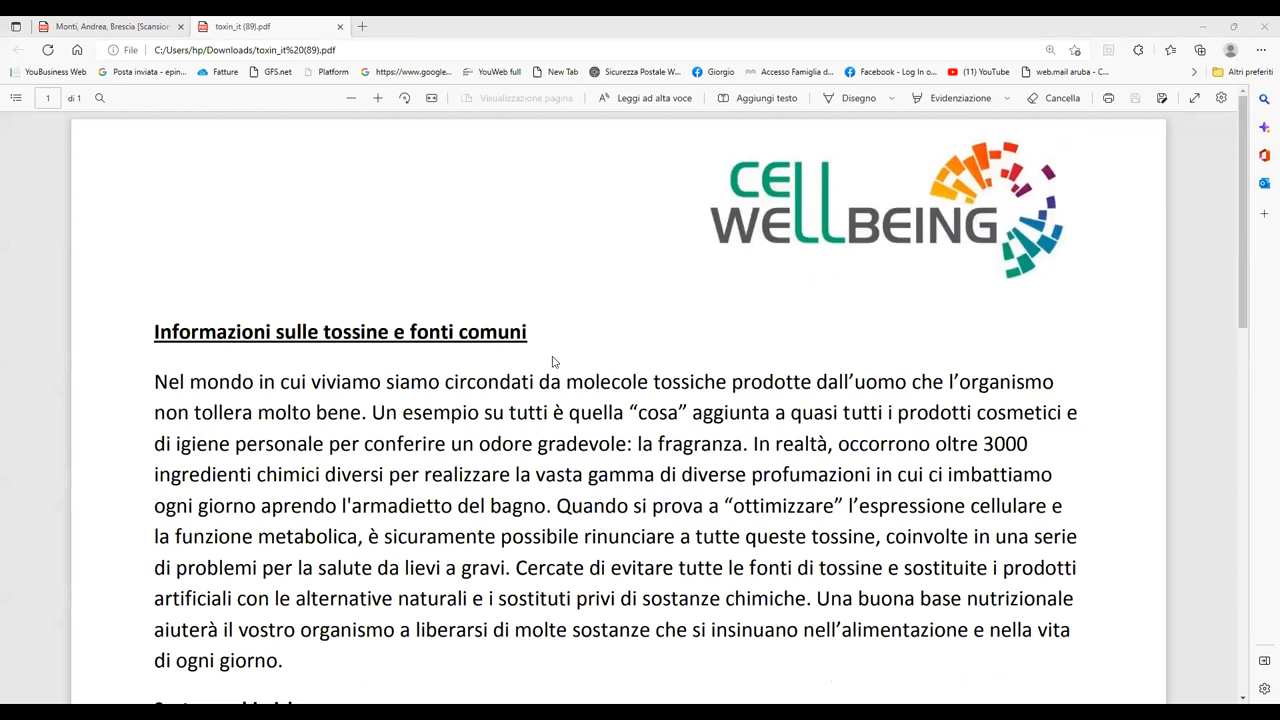 Monti, Andrea, Brescia [Scansion
toxin_it (89).pdf
File
C:/Users/hp/Downloads/toxin_it%20(89).pdf
YouBusiness Web
Posta inviata - epin...
Fatture
GFS.net
Platform
https://www.google...
YouWeb full
New Tab
Sicurezza Postale W...
Giorgio
Accesso Famiglia d...
Facebook - Log In o...
(11) YouTube
web.mail aruba - C...
Altri preferiti
1 di 1
Visualizzazione pagina
Leggi ad alta voce
Aggiungi testo
Disegno
Evidenziazione
Cancella
CELL
WELLBEING
Informazioni sulle tossine e fonti comuni
Nel mondo in cui viviamo siamo circondati da molecole tossiche prodotte dall’uomo che l’organismo
non tollera molto bene. Un esempio su tutti è quella “cosa” aggiunta a quasi tutti i prodotti cosmetici e
di igiene personale per conferire un odore gradevole: la fragranza. In realtà, occorrono oltre 3000
ingredienti chimici diversi per realizzare la vasta gamma di diverse profumazioni in cui ci imbattiamo
ogni giorno aprendo l'armadietto del bagno. Quando si prova a “ottimizzare” l’espressione cellulare e
la funzione metabolica, è sicuramente possibile rinunciare a tutte queste tossine, coinvolte in una serie
di problemi per la salute da lievi a gravi. Cercate di evitare tutte le fonti di tossine e sostituite i prodotti
artificiali con le alternative naturali e i sostituti privi di sostanze chimiche. Una buona base nutrizionale
aiuterà il vostro organismo a liberarsi di molte sostanze che si insinuano nell’alimentazione e nella vita
di ogni giorno.